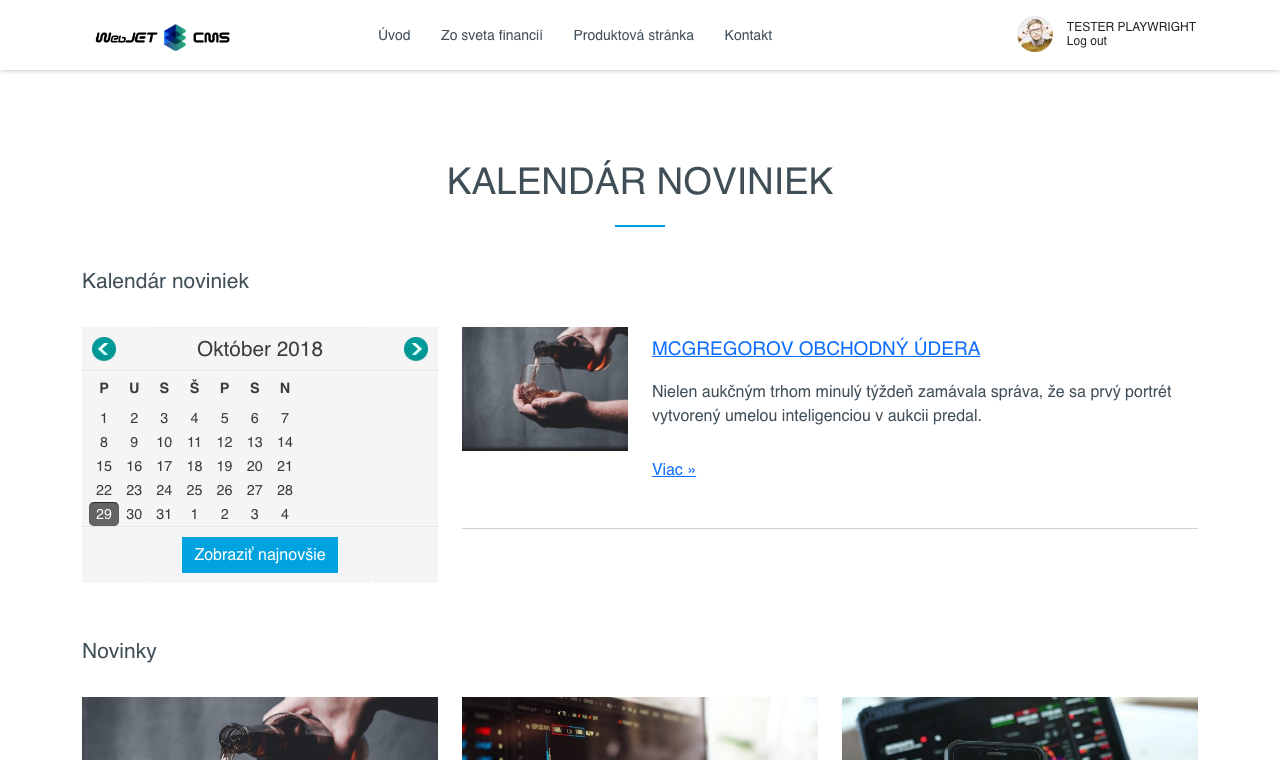 WebJET CMS
Úvod Zo sveta financií Produktová stránka Kontakt
TESTER PLAYWRIGHT
Log out
KALENDÁR NOVINIEK
Kalendár noviniek
Október 2018
P U S Š P S N
1 2 3 4 5 6 7
8 9 10 11 12 13 14
15 16 17 18 19 20 21
22 23 24 25 26 27 28
29 30 31 1 2 3 4
Zobraziť najnovšie
MCGREGOROV OBCHODNÝ ÚDERA
Nielen aukčným trhom minulý týždeň zamávala správa, že sa prvý portrét
vytvorený umelou inteligenciou v aukcii predal.
Viac »
Novinky